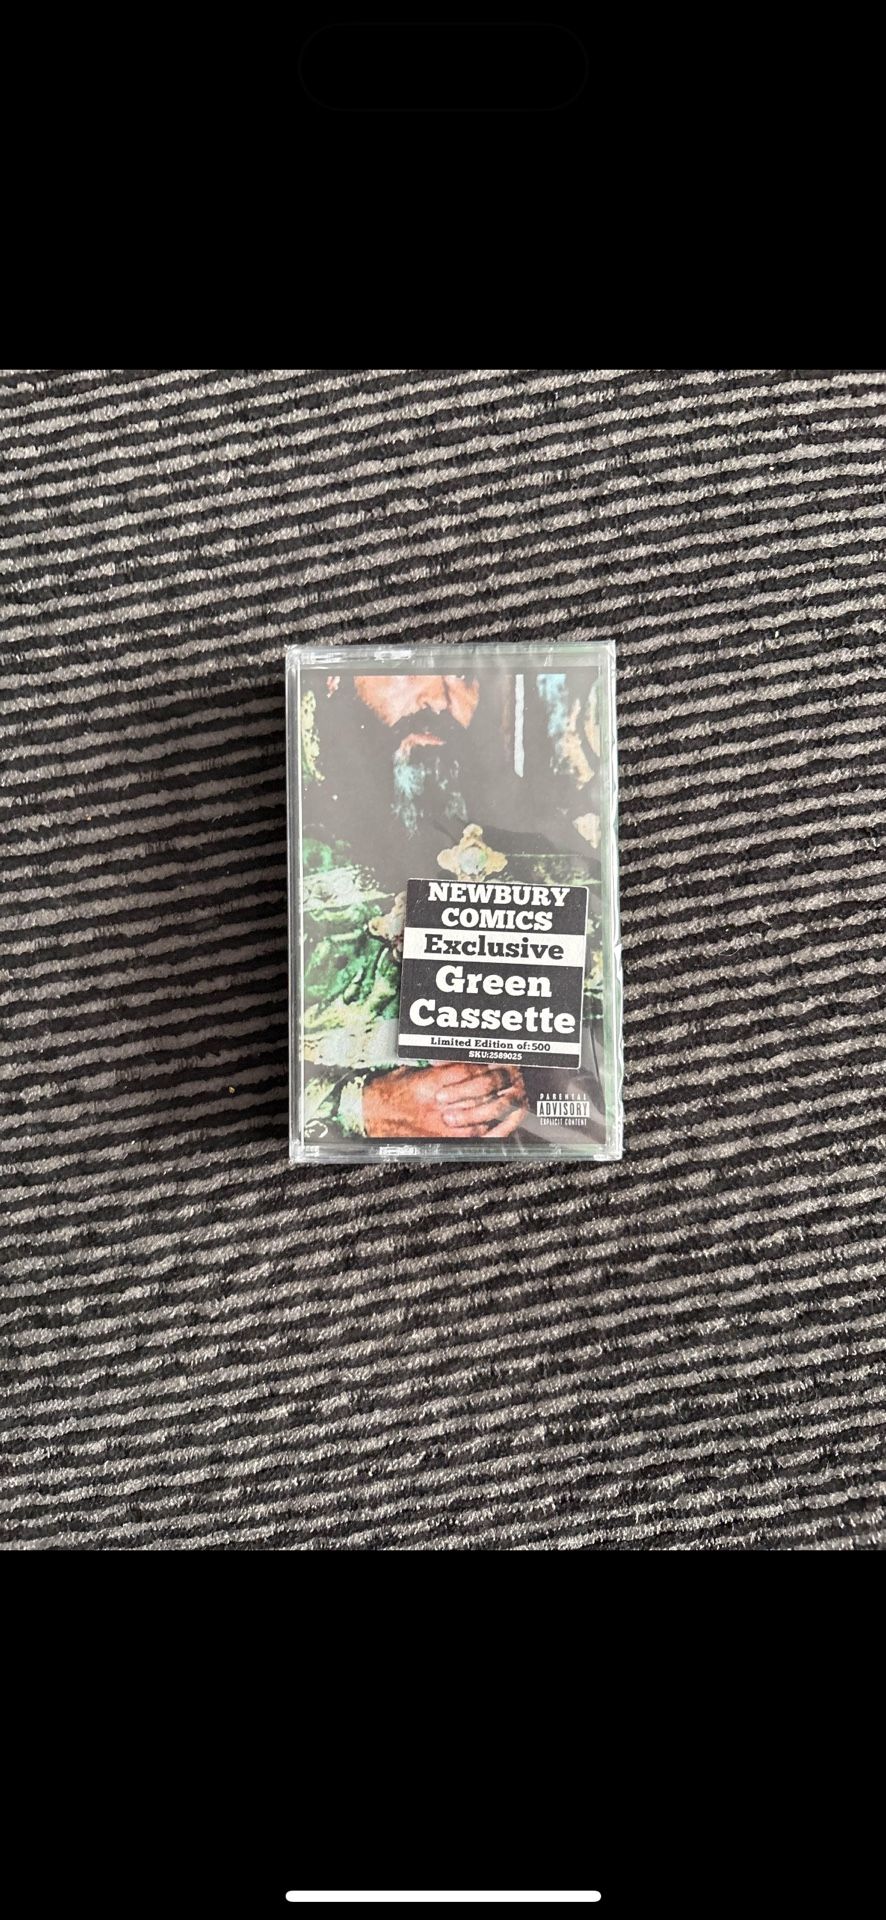 NEWBURY
COMICS
Exclusive
Green
Cassette
Limited Edition of:500
SKU:2589025
PARENTAL
ADVISORY
EXPLICIT CONTENT